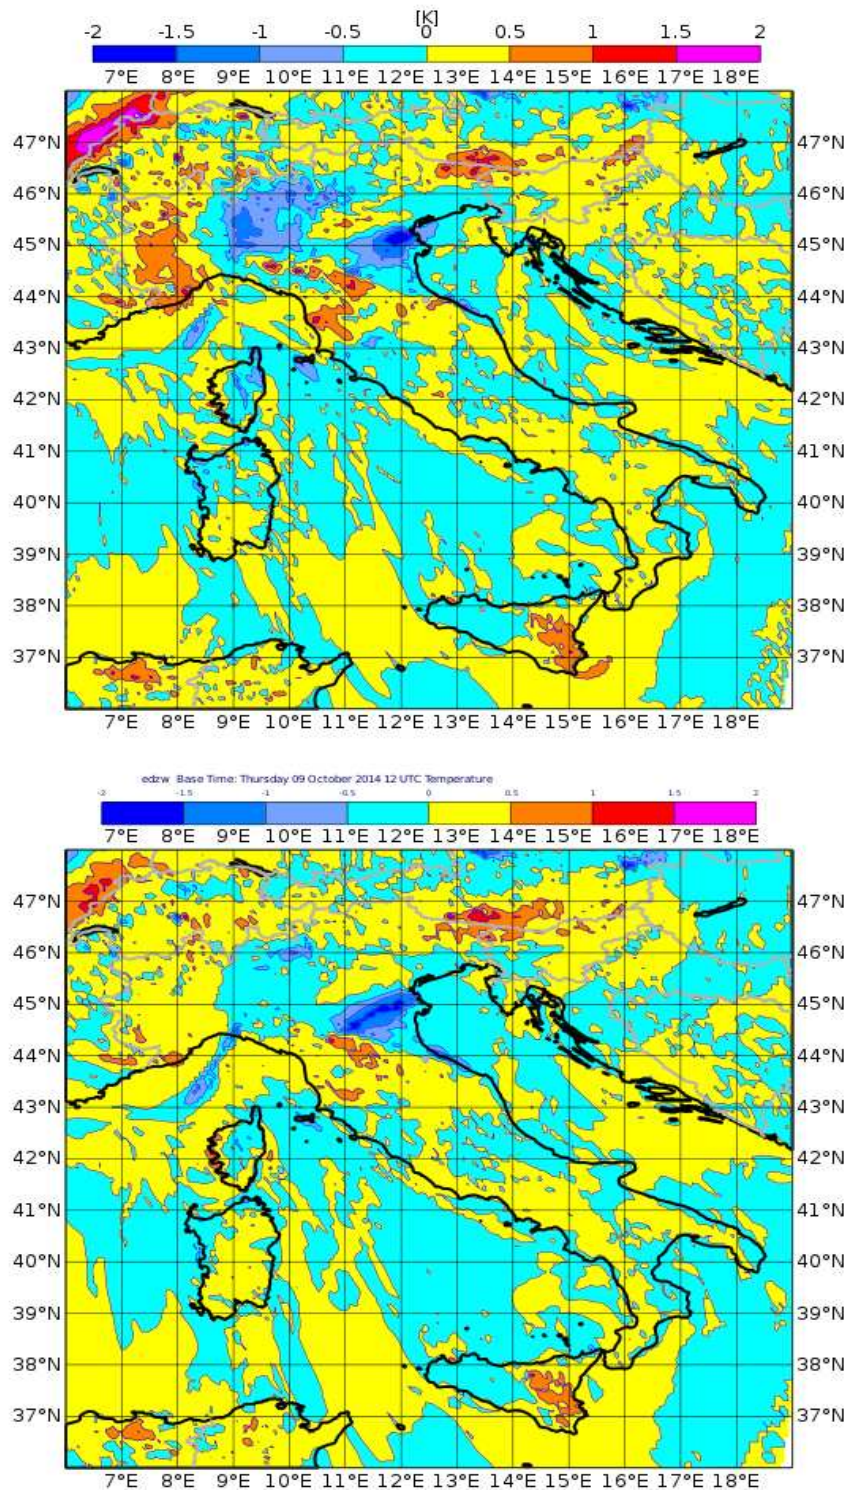 [K]
-2 -1.5 -1 -0.5 0 0.5 1 1.5 2
7°E 8°E 9°E 10°E 11°E 12°E 13°E 14°E 15°E 16°E 17°E 18°E
47°N 47°N
46°N 46°N
45°N 45°N
44°N 44°N
43°N 43°N
42°N 42°N
41°N 41°N
40°N 40°N
39°N 39°N
38°N 38°N
37°N 37°N
7°E 8°E 9°E 10°E 11°E 12°E 13°E 14°E 15°E 16°E 17°E 18°E
edzw Base Time: Thursday 09 October 2014 12 UTC Temperature
-2 -1.5 -1 -0.5 0 0.5 1 1.5 2
7°E 8°E 9°E 10°E 11°E 12°E 13°E 14°E 15°E 16°E 17°E 18°E
47°N 47°N
46°N 46°N
45°N 45°N
44°N 44°N
43°N 43°N
42°N 42°N
41°N 41°N
40°N 40°N
39°N 39°N
38°N 38°N
37°N 37°N
7°E 8°E 9°E 10°E 11°E 12°E 13°E 14°E 15°E 16°E 17°E 18°E